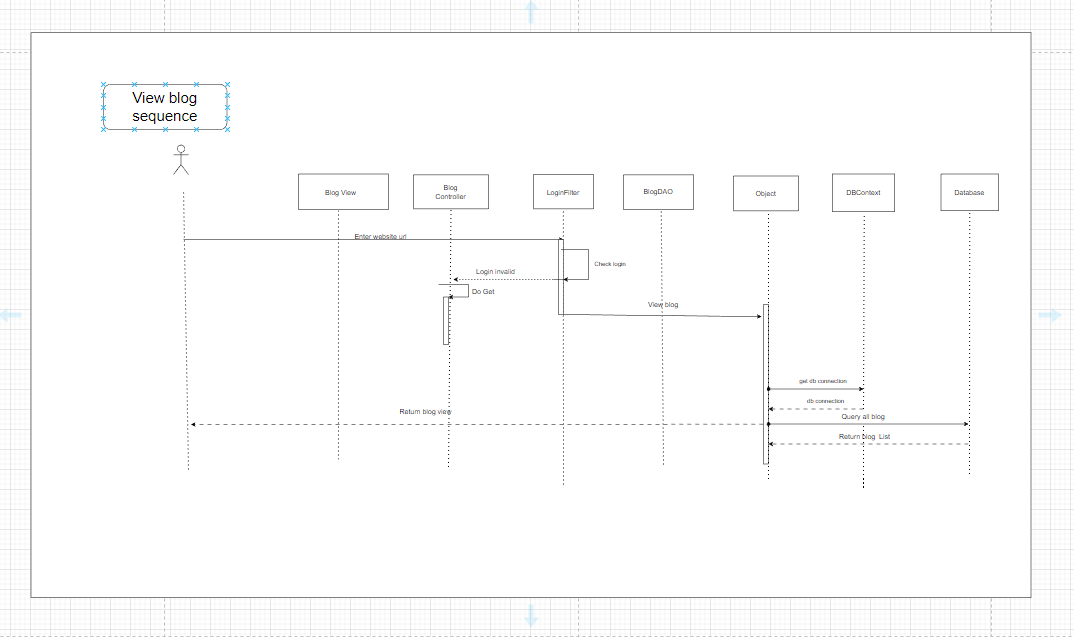 View blog
sequence
Blog View
Blog
Controller
LoginFilter
BlogDAO
Object
DBContext
Database
Enter website url
Check login
Login invalid
Do Get
View blog
get db connection
db connection
Return blog view
Query all blog
Return blog List